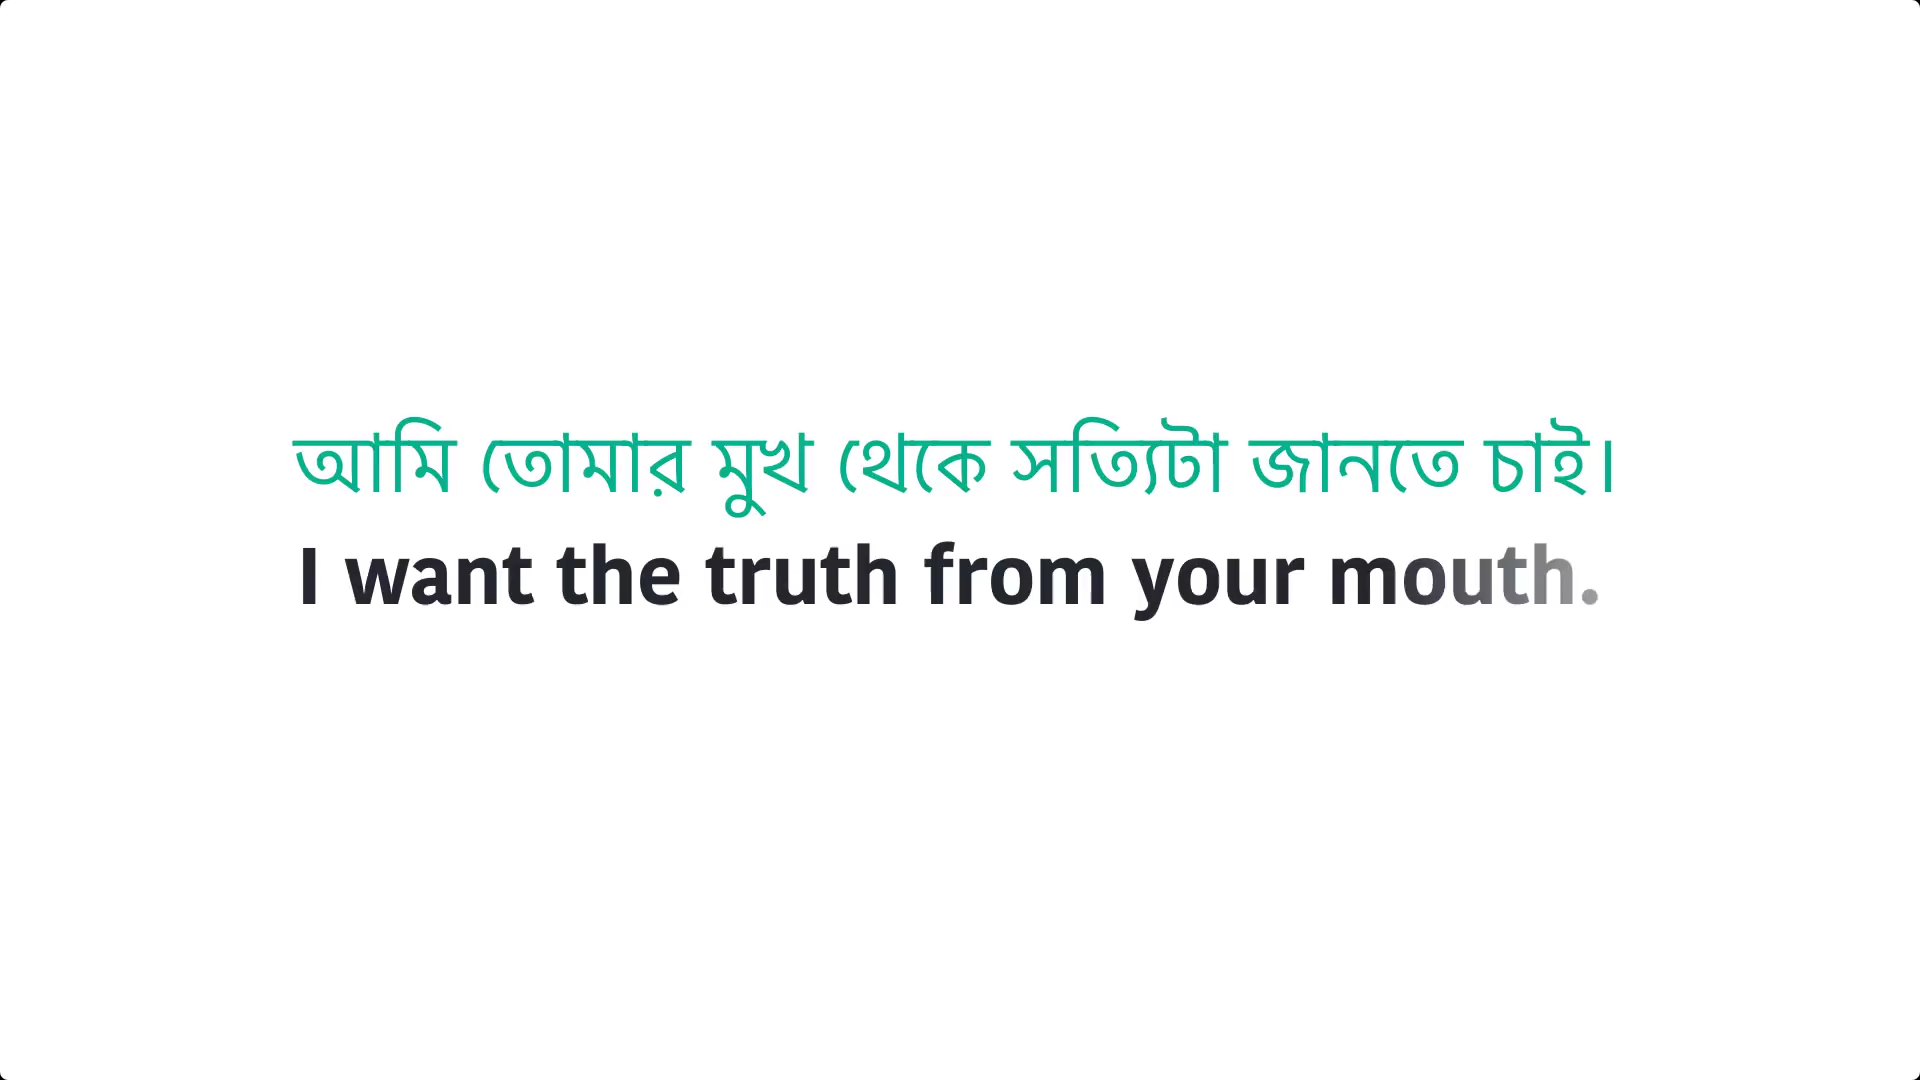 আমি তোমার মুখ থেকে সত্যিটা জানতে চাই।
I want the truth from your mouth.